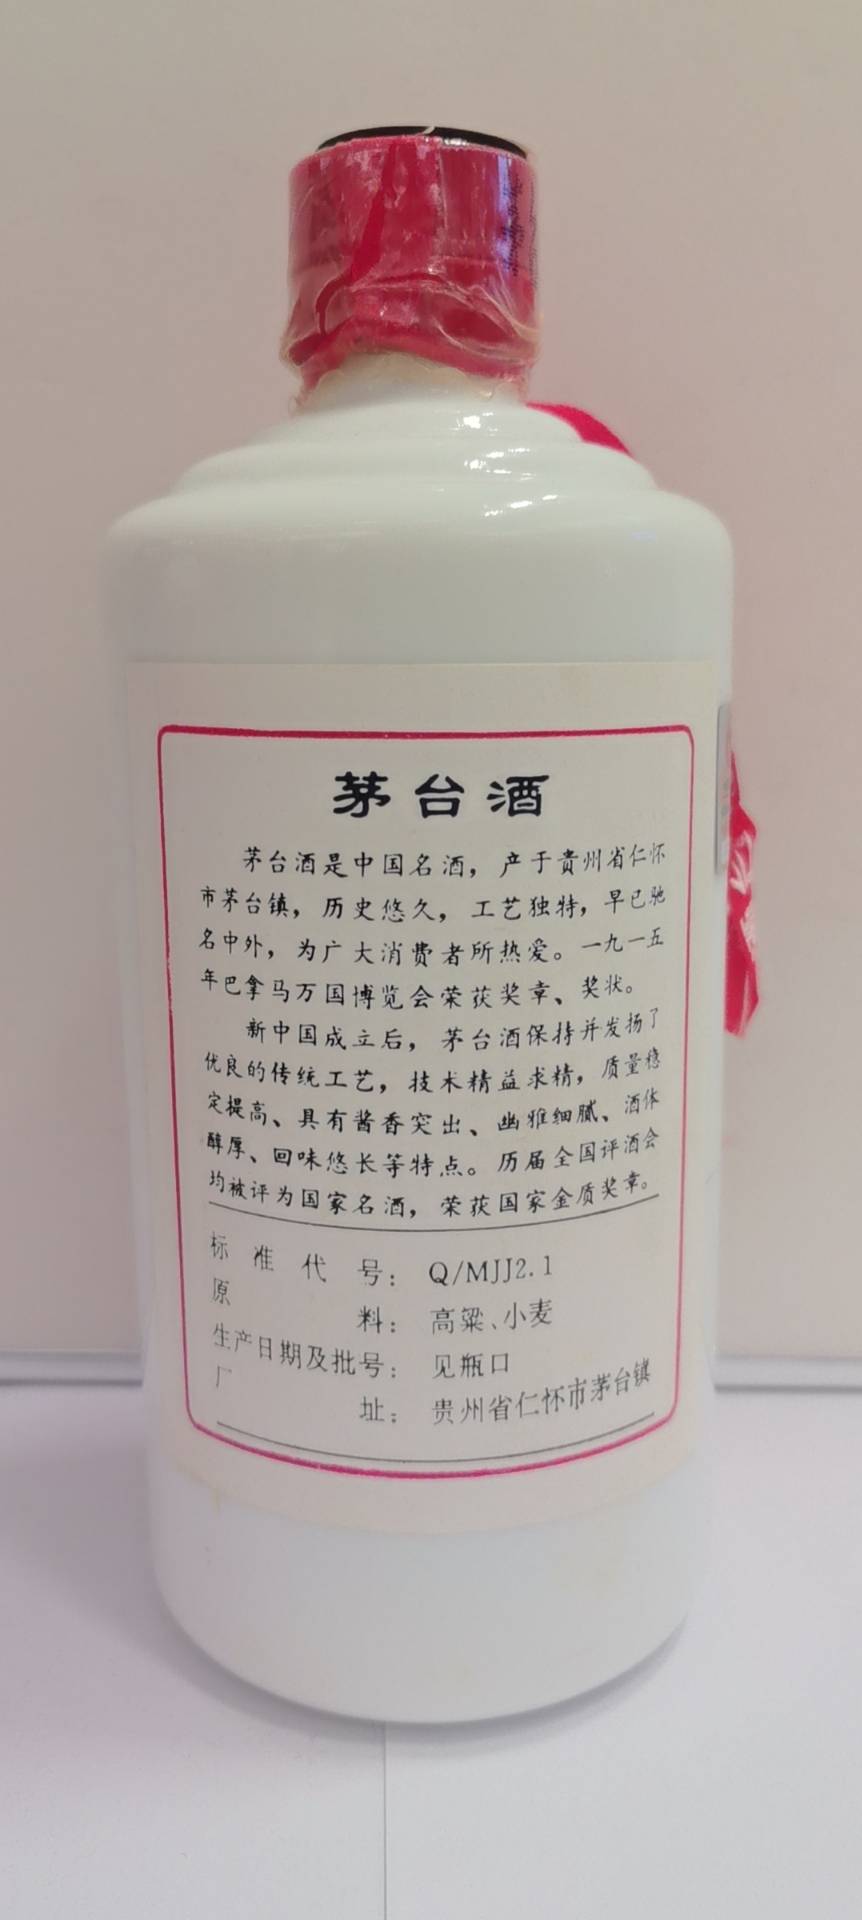 茅台酒
茅台酒是中国名酒，产于贵州省仁怀
市茅台镇，历史悠久，工艺独特，早已驰
名中外，为广大消费者所热爱。一九一五
年巴拿马万国博览会荣获奖章、奖状。
新中国成立后，茅台酒保持并发扬了
优良的传统工艺，技术精益求精，质量稳
定提高、具有酱香突出、幽雅细腻、酒体
醇厚、回味悠长等特点。历届全国评酒会
均被评为国家名酒，荣获国家金质奖章。
标准代号：Q/MJJ2.1
原料：高粱、小麦
生产日期及批号：见瓶口
厂址：贵州省仁怀市茅台镇